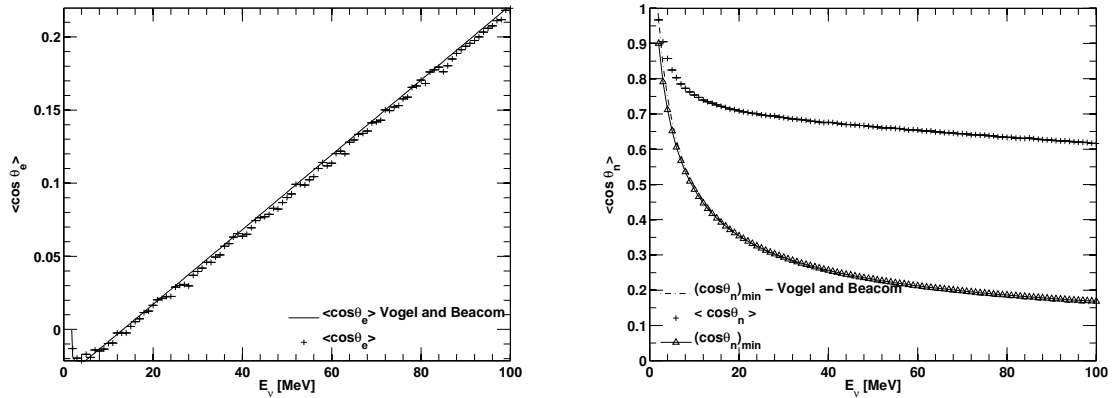 0.2
0.15
0.1
0.05
0
<cos θe>
0 20 40 60 80 100
Eν [MeV]
<cosθe> Vogel and Beacom
<cosθe>
1
0.9
0.8
0.7
0.6
0.5
0.4
0.3
0.2
0.1
0
<cos θn>
0 20 40 60 80 100
Eν [MeV]
(cosθn)min – Vogel and Beacom
< cosθn >
(cosθn)min